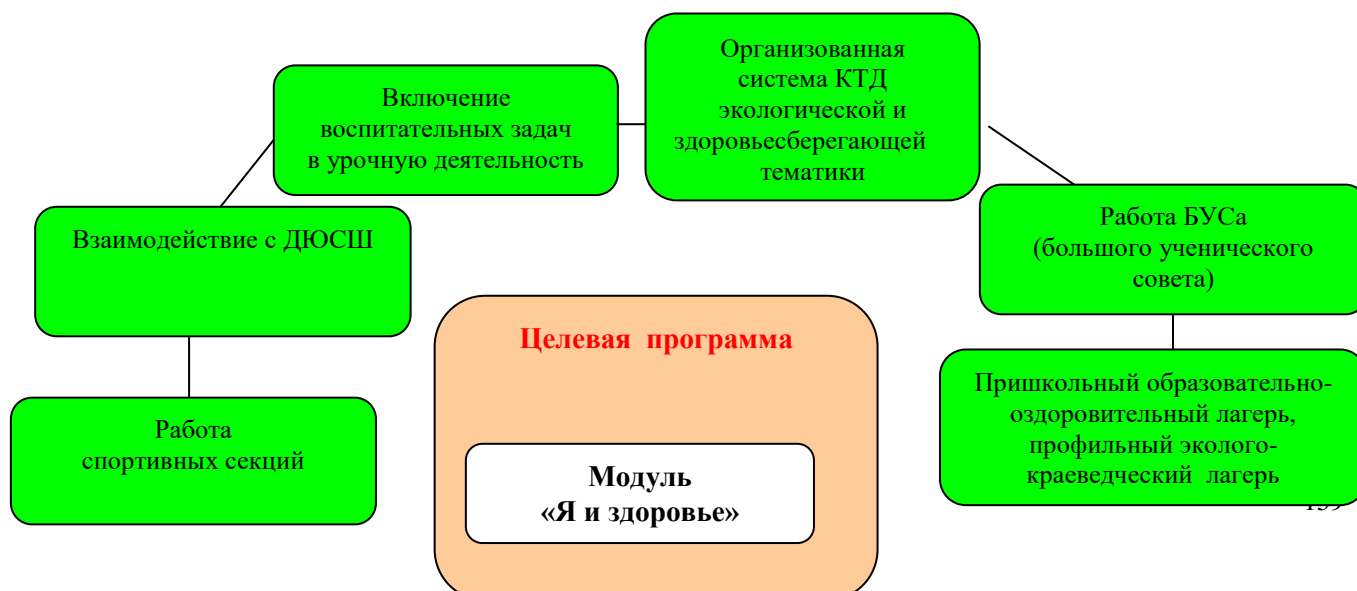 Организованная
система КТД
экологической и
здоровьесберегающей
тематики
Включение
воспитательных задач
в урочную деятельность
Работа БУСа
(большого ученического
совета)
Взаимодействие с ДЮСШ
Целевая программа
Пришкольный образовательно-
оздоровительный лагерь,
профильный эколого-
краеведческий лагерь
Работа
спортивных секций
Модуль
«Я и здоровье»